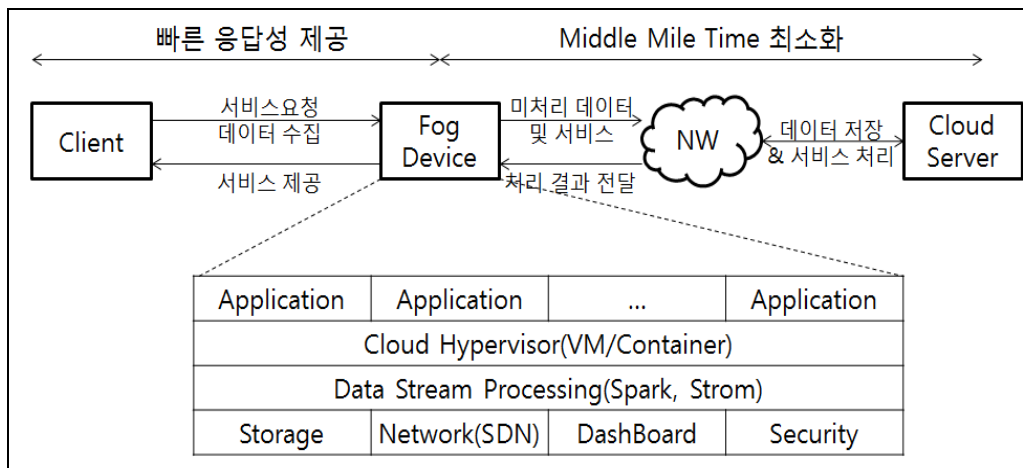 빠른 응답성 제공
Middle Mile Time 최소화
Client
서비스요청
데이터 수집
서비스 제공
Fog
Device
미처리 데이터
및 서비스
처리 결과 전달
NW
데이터 저장
& 서비스 처리
Cloud
Server
Application Application ... Application
Cloud Hypervisor(VM/Container)
Data Stream Processing(Spark, Strom)
Storage Network(SDN) DashBoard Security